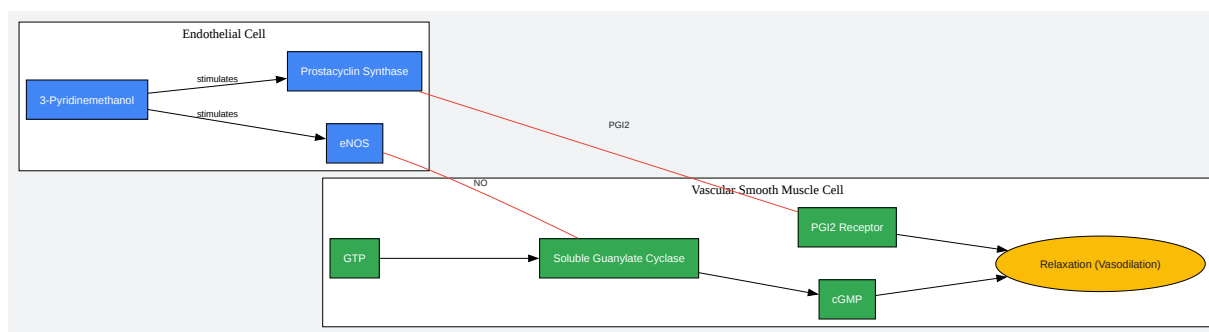 Endothelial Cell
Prostacyclin Synthase
stimulates
3-Pyridinemethanol
stimulates
eNOS
PGI2
NO
Vascular Smooth Muscle Cell
PGI2 Receptor
GTP
Soluble Guanylate Cyclase
Relaxation (Vasodilation)
cGMP